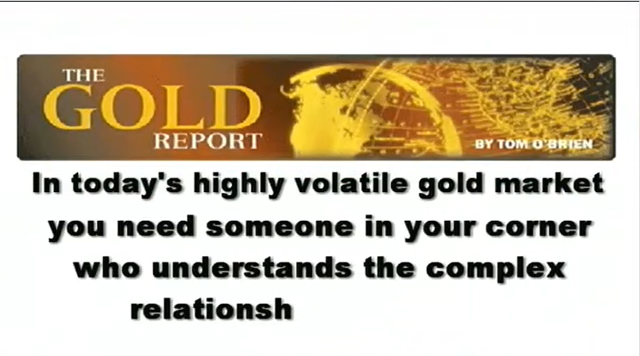 THE
GOLD
REPORT
BY TOM O'BRIEN
In today's highly volatile gold market
you need someone in your corner
who understands the complex
relationsh